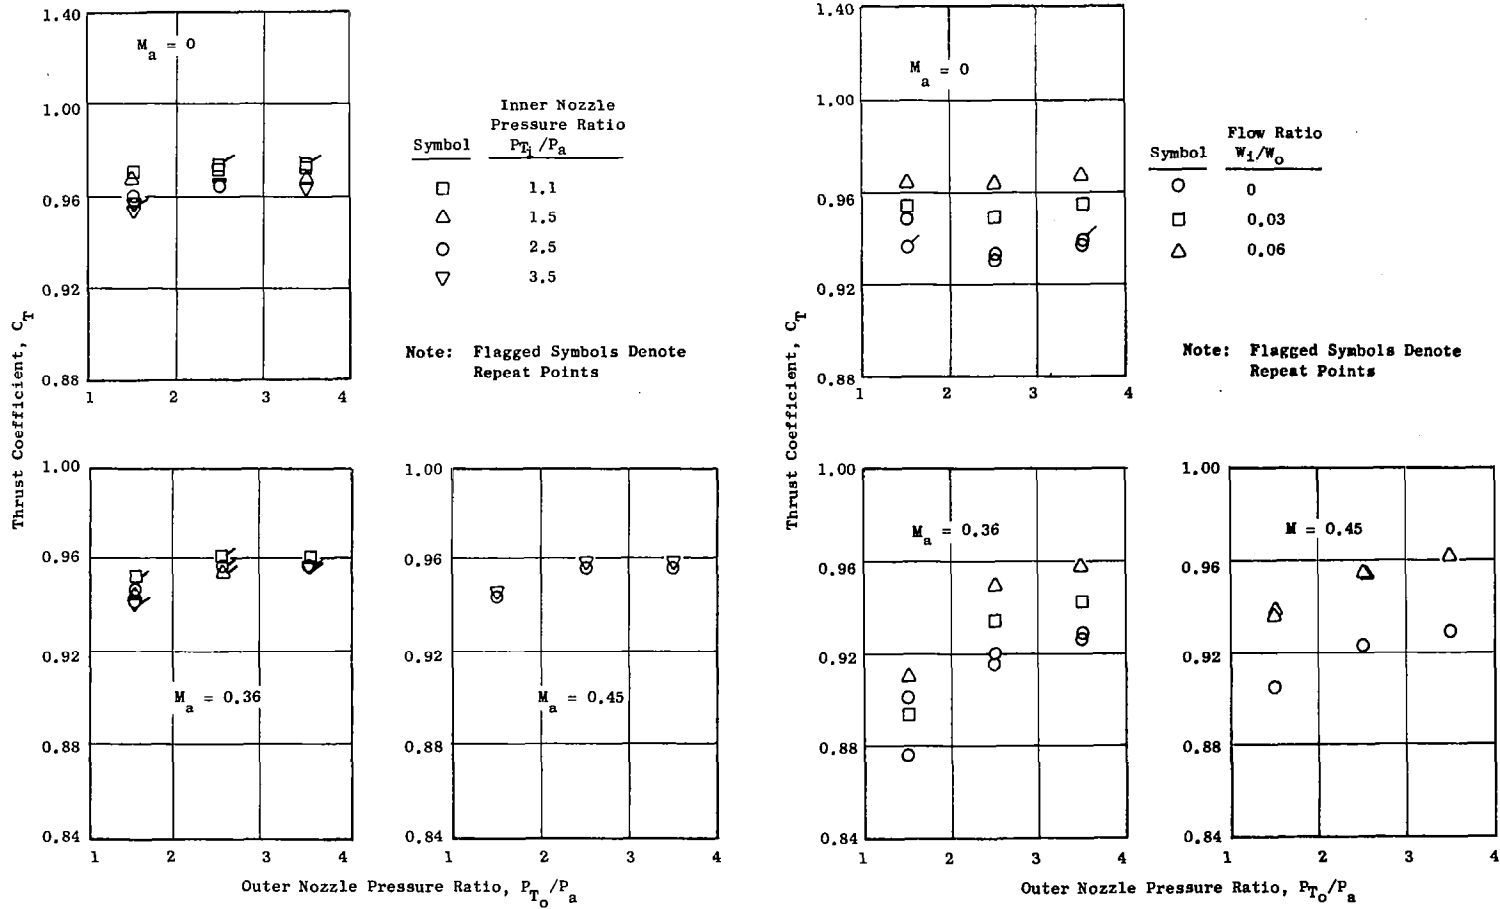 1.40
1.00
0.96
0.92
0.88
1 2 3 4
M_a = 0
Inner Nozzle
Pressure Ratio
Symbol P_Ti/P_a
1.1
1.5
2.5
3.5
Note: Flagged Symbols Denote
Repeat Points
Thrust Coefficient, C_T
1.00
0.96
0.92
0.88
0.84
1 2 3 4
M_a = 0.36
1.00
0.96
0.92
0.88
0.84
1 2 3 4
M_a = 0.45
Outer Nozzle Pressure Ratio, P_To/P_a
1.40
1.00
0.96
0.92
0.88
1 2 3 4
M_a = 0
Flow Ratio
Symbol W_i/W_o
0
0.03
0.06
Note: Flagged Symbols Denote
Repeat Points
Thrust Coefficient, C_T
1.00
0.96
0.92
0.88
0.84
1 2 3 4
M_a = 0.36
1.00
0.96
0.92
0.88
0.84
1 2 3 4
M = 0.45
Outer Nozzle Pressure Ratio, P_To/P_a